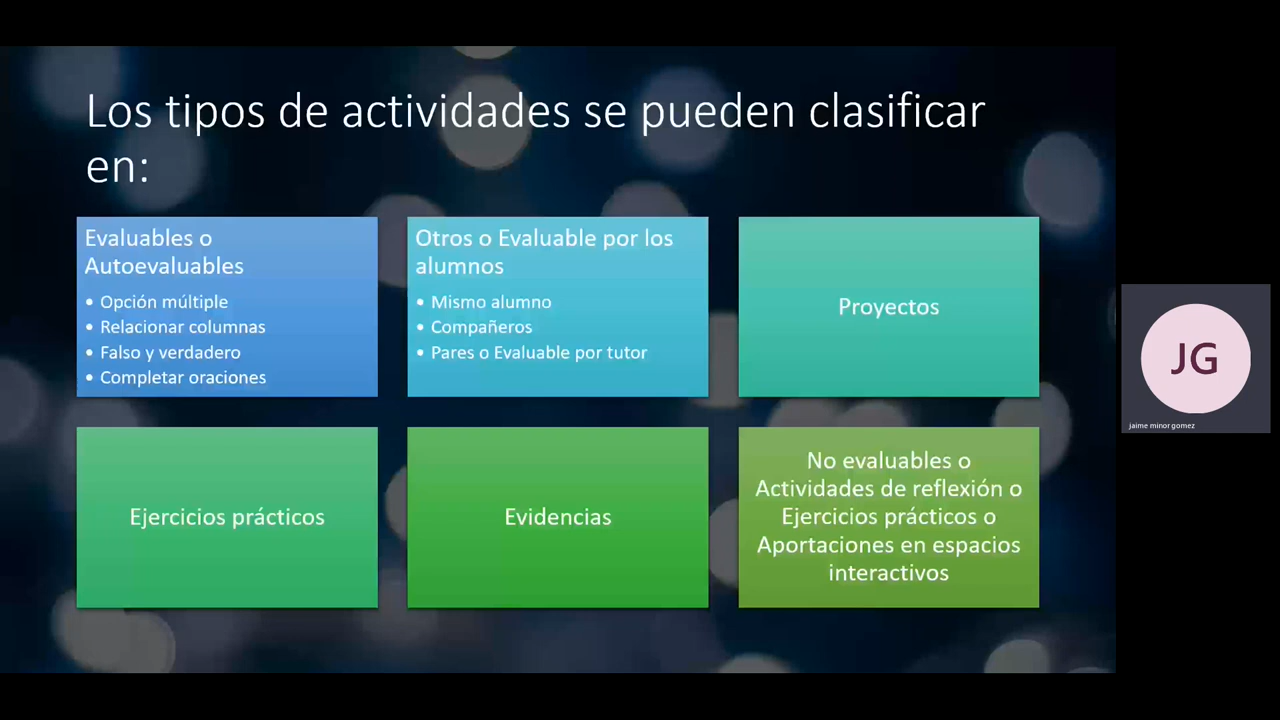 Los tipos de actividades se pueden clasificar
en:
Evaluables o
Autoevaluables
• Opción múltiple
• Relacionar columnas
• Falso y verdadero
• Completar oraciones
Otros o Evaluable por los
alumnos
• Mismo alumno
• Compañeros
• Pares o Evaluable por tutor
Proyectos
Ejercicios prácticos
Evidencias
No evaluables o
Actividades de reflexión o
Ejercicios prácticos o
Aportaciones en espacios
interactivos
JG
jaime minor gomez